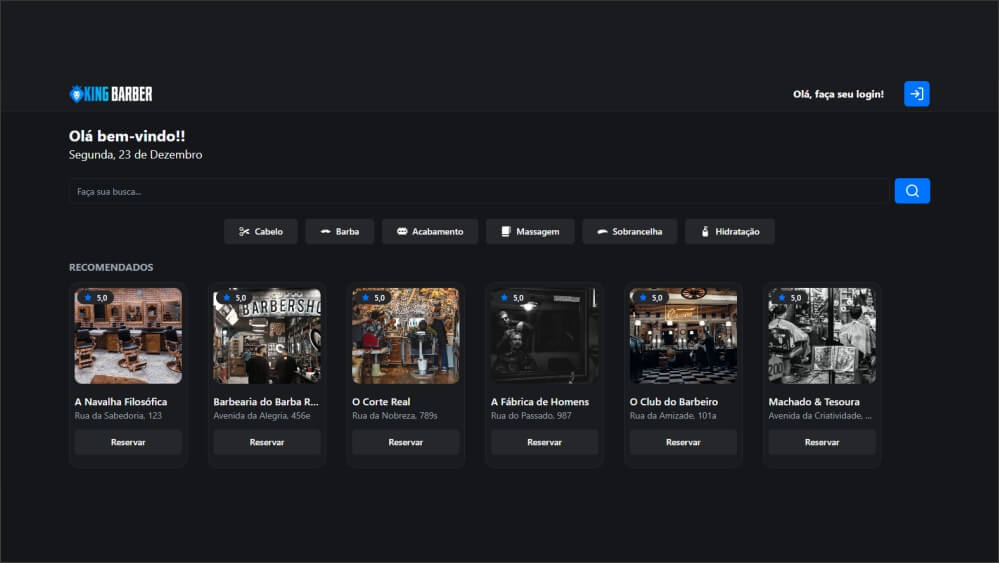 KING BARBER
Olá, faça seu login!
Olá bem-vindo!!
Segunda, 23 de Dezembro
Faça sua busca...
Cabelo Barba Acabamento Massagem Sobrancelha Hidratação
RECOMENDADOS
5,0 5,0 5,0 5,0 5,0 5,0
BARBERSHO
A Navalha Filosófica Barbearia do Barba R... O Corte Real A Fábrica de Homens O Club do Barbeiro Machado & Tesoura
Rua da Sabedoria, 123 Avenida da Alegria, 456e Rua da Nobreza, 789s Rua do Passado, 987 Rua da Amizade, 101a Avenida da Criatividade, ...
Reservar Reservar Reservar Reservar Reservar Reservar